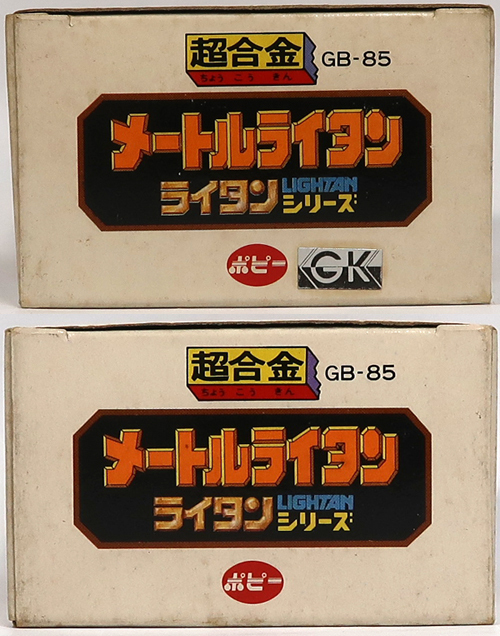 超合金
ちょう ごう きん
GB-85
メートルライタン
ライタン LIGHTAN シリーズ
ポピー
GK
超合金
ちょう ごう きん
GB-85
メートルライタン
ライタン LIGHTAN シリーズ
ポピー